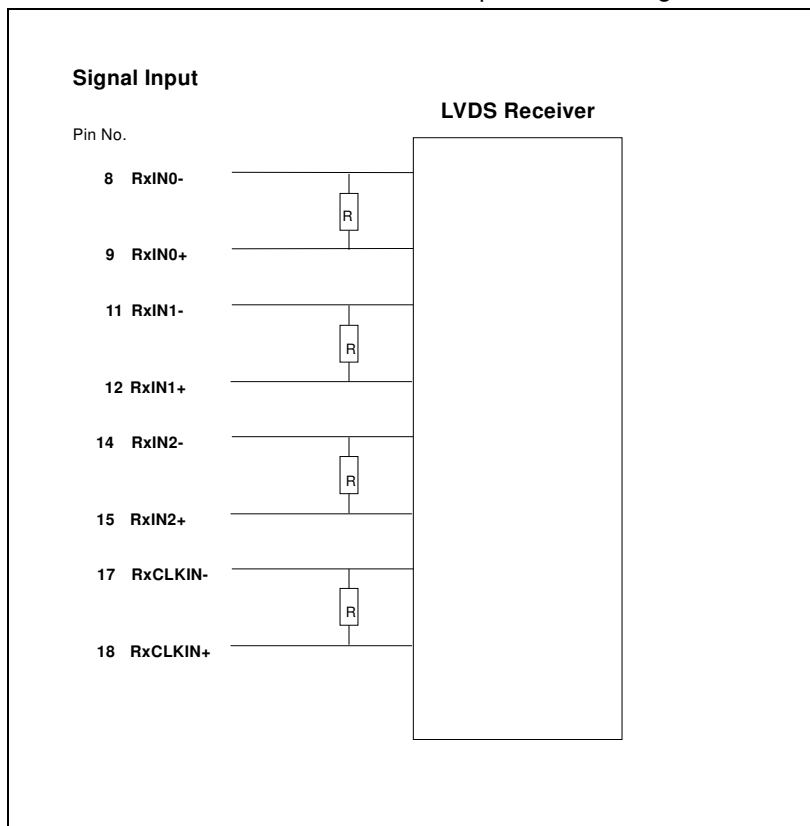 Signal Input
LVDS Receiver
Pin No.
8 RxIN0-
R
9 RxIN0+
11 RxIN1-
R
12 RxIN1+
14 RxIN2-
R
15 RxIN2+
17 RxCLKIN-
R
18 RxCLKIN+